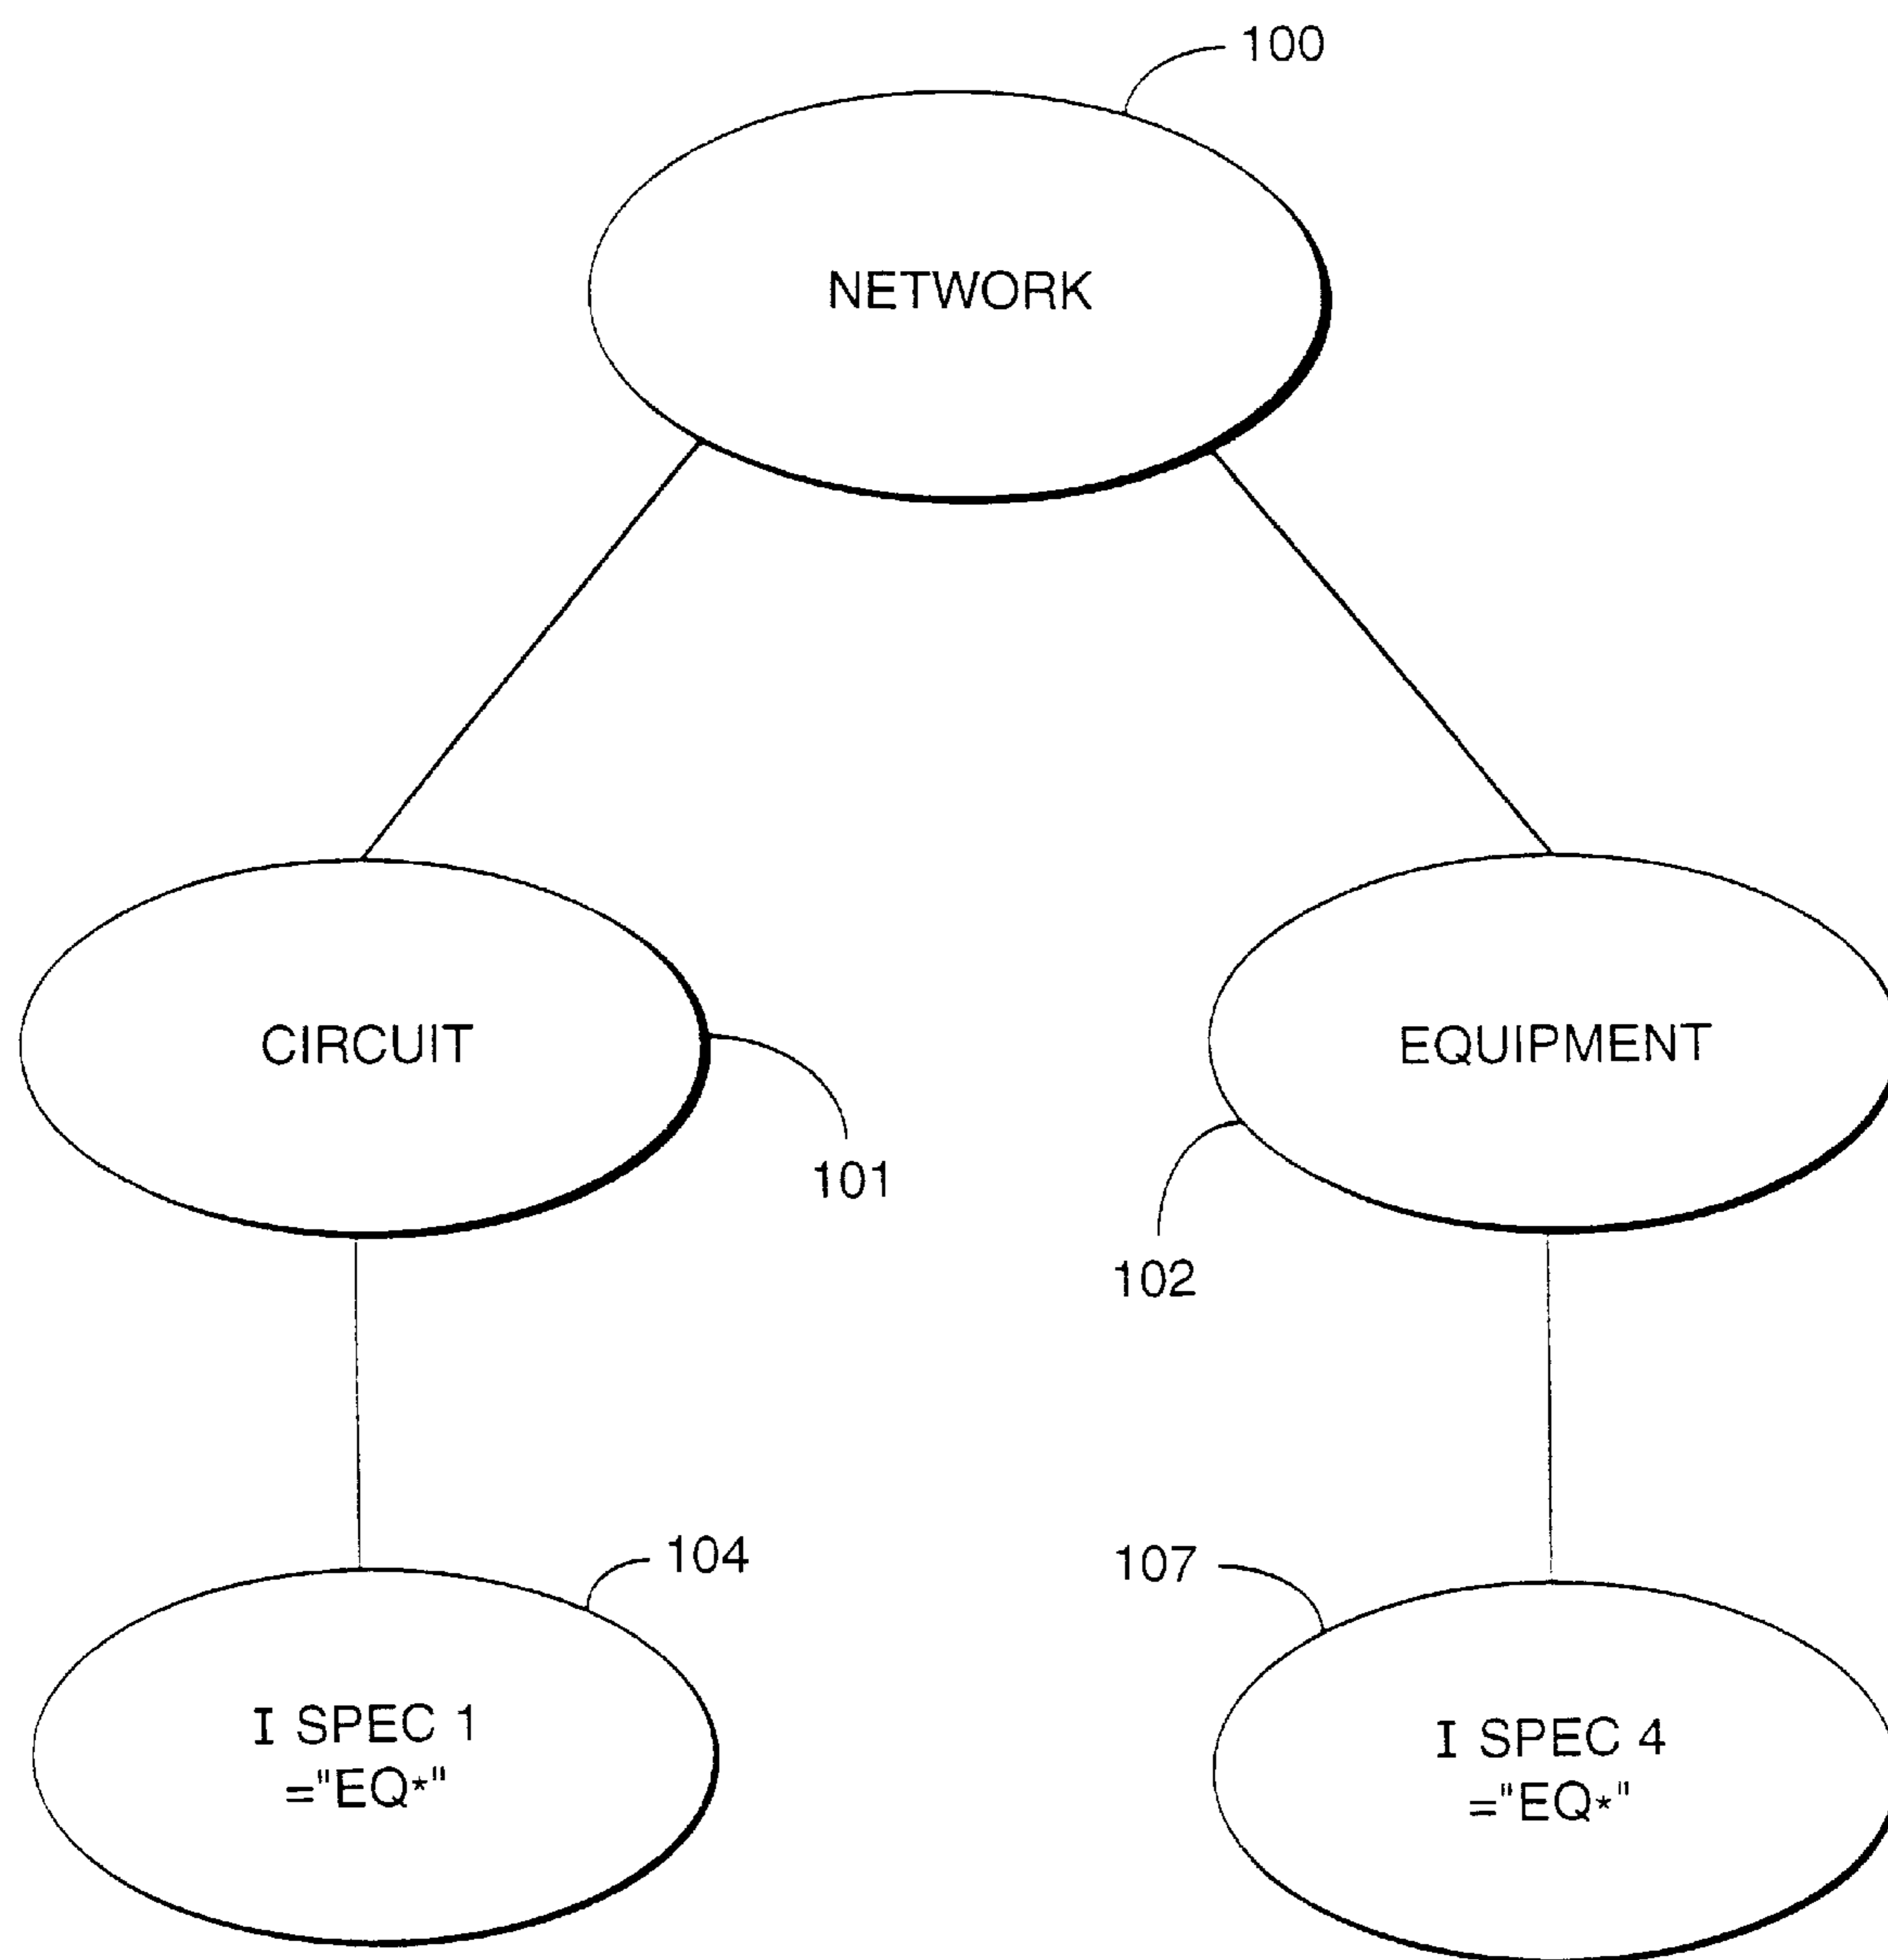 100
NETWORK
CIRCUIT
EQUIPMENT
101
102
104
107
I SPEC 1
="EQ*"
I SPEC 4
="EQ*"